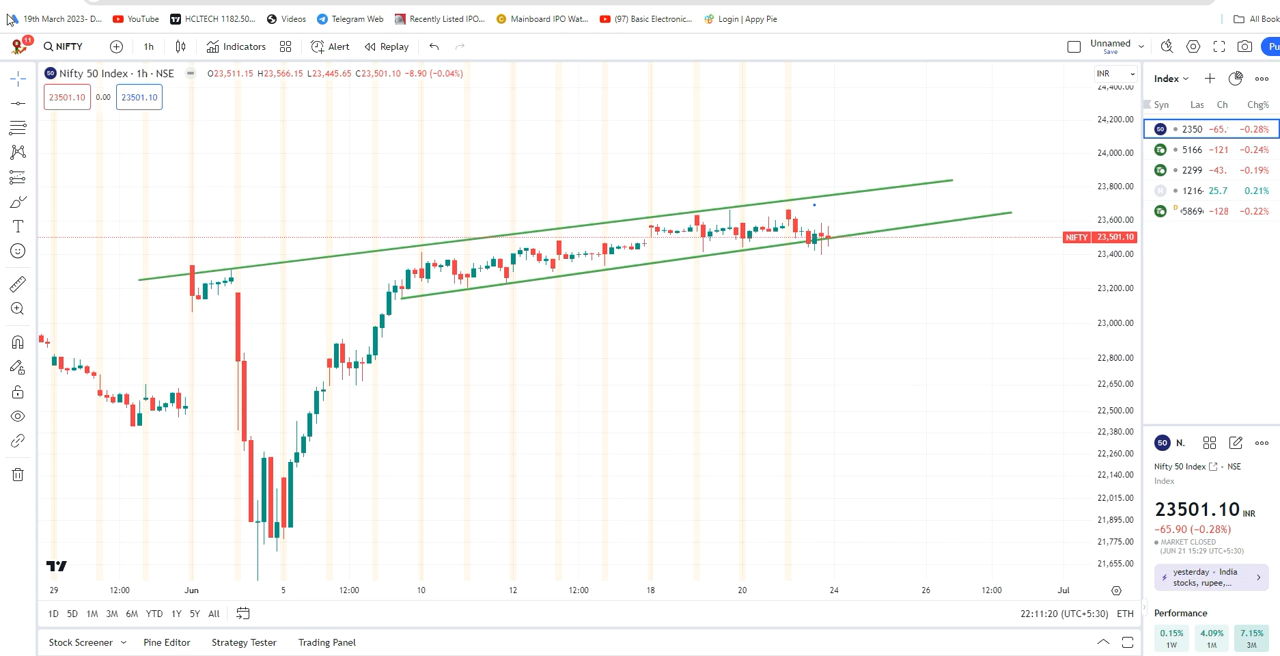 19th March 2023- D... YouTube HCLTECH 1182.50... Videos Telegram Web Recently Listed IPO... Mainboard IPO Wat... (97) Basic Electronic... Login | Appy Pie All Book
11 NIFTY 1h Indicators Alert Replay Unnamed Save Pu
50 Nifty 50 Index · 1h · NSE O23,511.15 H23,566.15 L23,445.65 C23,501.10 -8.90 (-0.04%) INR Index
23501.10 0.00 23501.10
24,400.00
Syn Las Ch Chg%
24,200.00
50 2350 −65. −0.28%
24,000.00
5166 −121 −0.24%
2299 −43. −0.19%
23,800.00
1216 25.7 0.21%
D 5869 −128 −0.22%
23,600.00
NIFTY 23,501.10
23,400.00
23,200.00
23,000.00
22,800.00
22,650.00
22,500.00
22,380.00
50 N.
22,260.00
Nifty 50 Index · NSE
22,140.00
Index
22,015.00
23501.10 INR
21,895.00
−65.90 (−0.28%)
21,775.00
MARKET CLOSED
(JUN 21 15:29 UTC+5:30)
21,655.00
yesterday · India
stocks, rupee,...
29 12:00 Jun 5 12:00 10 12 12:00 18 20 24 26 12:00 Jul
1D 5D 1M 3M 6M YTD 1Y 5Y All 22:11:20 (UTC+5:30) ETH
Performance
0.15% 4.09% 7.15%
1W 1M 3M
Stock Screener Pine Editor Strategy Tester Trading Panel